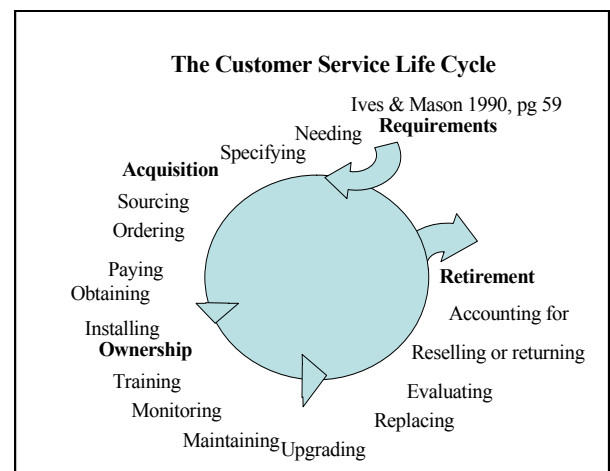 The Customer Service Life Cycle
Ives & Mason 1990, pg 59
Requirements
Needing
Specifying
Acquisition
Sourcing
Ordering
Paying
Obtaining
Installing
Ownership
Training
Monitoring
Maintaining
Upgrading
Replacing
Evaluating
Reselling or returning
Accounting for
Retirement